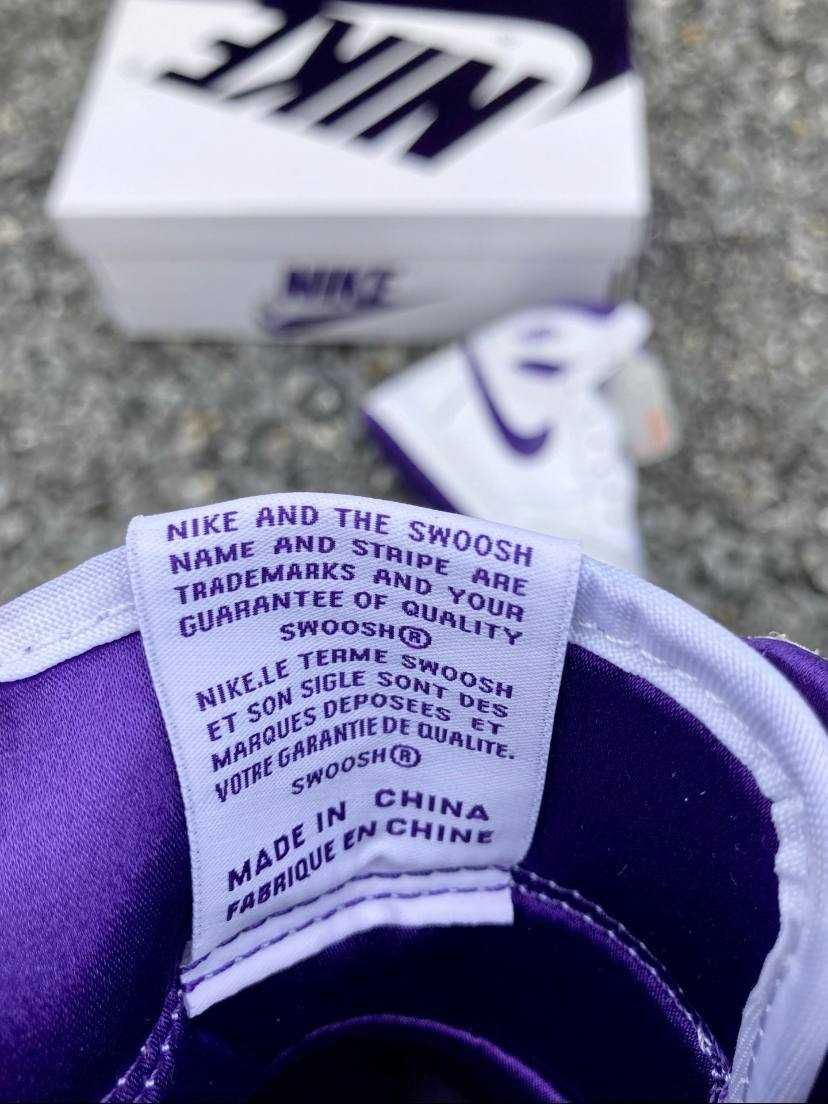 NIKE
NIKE
NIKE AND THE SWOOSH
NAME AND STRIPE ARE
TRADEMARKS AND YOUR
GUARANTEE OF QUALITY
SWOOSH®
NIKE.LE TERME SWOOSH
ET SON SIGLE SONT DES
MARQUES DEPOSEES ET
VOTRE GARANTIE DE QUALITE.
SWOOSH®
MADE IN CHINA
FABRIQUE EN CHINE